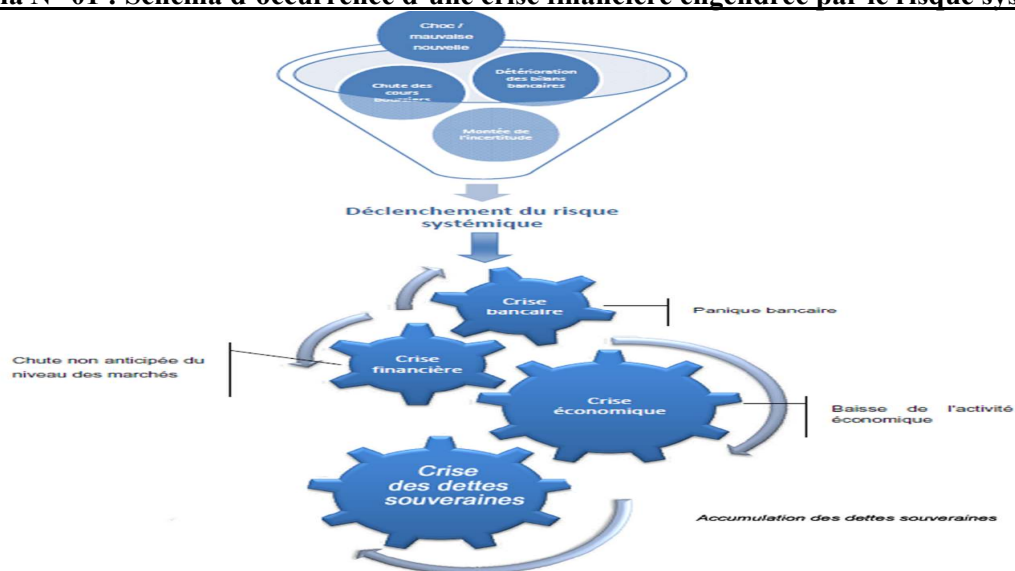 Schéma N° 01 : Schéma d'occurrence d'une crise financière engendrée par le risque sys
Choc /
mauvaise
nouvelle
Détérioration
des bilans
bancaires
Chute des
cours
boursiers
Montée de
l'incertitude
Déclenchement du risque
systémique
Crise
bancaire
Panique bancaire
Chute non anticipée du
niveau des marchés
Crise
financière
Crise
économique
Baisse de l'activité
économique
Crise
des dettes
souveraines
Accumulation des dettes souveraines